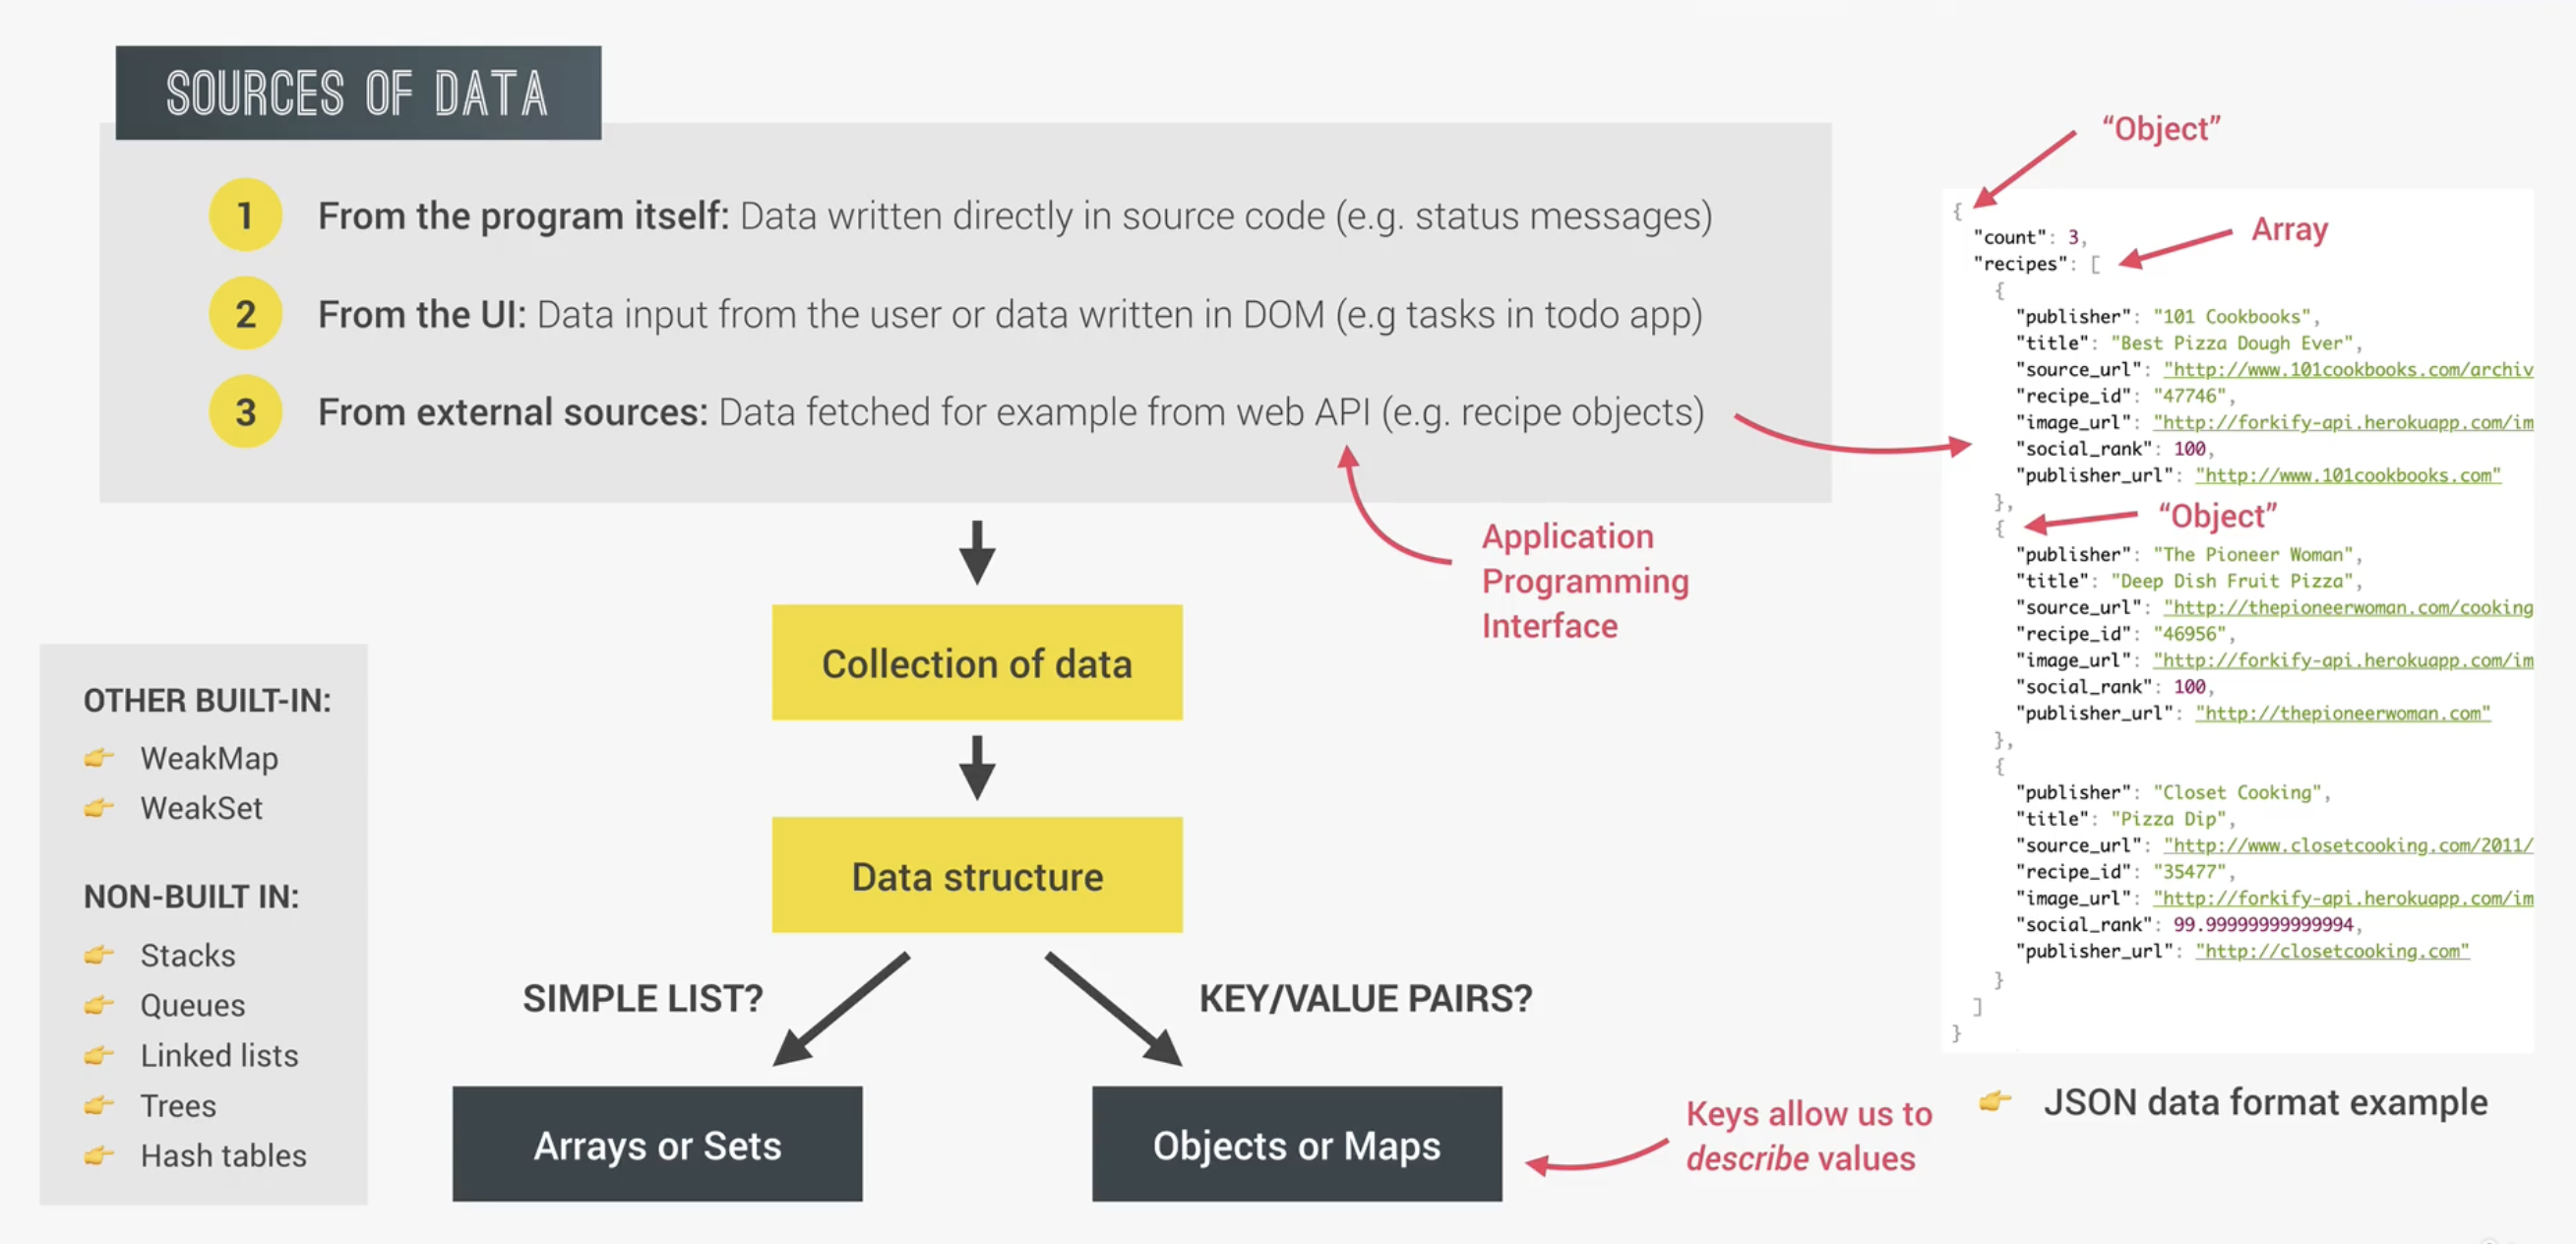 SOURCES OF DATA
1 From the program itself: Data written directly in source code (e.g. status messages)
2 From the UI: Data input from the user or data written in DOM (e.g tasks in todo app)
3 From external sources: Data fetched for example from web API (e.g. recipe objects)
Application
Programming
Interface
Collection of data
Data structure
SIMPLE LIST?
KEY/VALUE PAIRS?
Arrays or Sets
Objects or Maps
Keys allow us to
describe values
OTHER BUILT-IN:
👉 WeakMap
👉 WeakSet
NON-BUILT IN:
👉 Stacks
👉 Queues
👉 Linked lists
👉 Trees
👉 Hash tables
“Object”
{
"count": 3,
Array
"recipes": [
{
"publisher": "101 Cookbooks",
"title": "Best Pizza Dough Ever",
"source_url": "http://www.101cookbooks.com/archiv
"recipe_id": "47746",
"image_url": "http://forkify-api.herokuapp.com/im
"social_rank": 100,
"publisher_url": "http://www.101cookbooks.com"
},
“Object”
{
"publisher": "The Pioneer Woman",
"title": "Deep Dish Fruit Pizza",
"source_url": "http://thepioneerwoman.com/cooking
"recipe_id": "46956",
"image_url": "http://forkify-api.herokuapp.com/im
"social_rank": 100,
"publisher_url": "http://thepioneerwoman.com"
},
{
"publisher": "Closet Cooking",
"title": "Pizza Dip",
"source_url": "http://www.closetcooking.com/2011/
"recipe_id": "35477",
"image_url": "http://forkify-api.herokuapp.com/im
"social_rank": 99.99999999999994,
"publisher_url": "http://closetcooking.com"
}
]
}
👉 JSON data format example